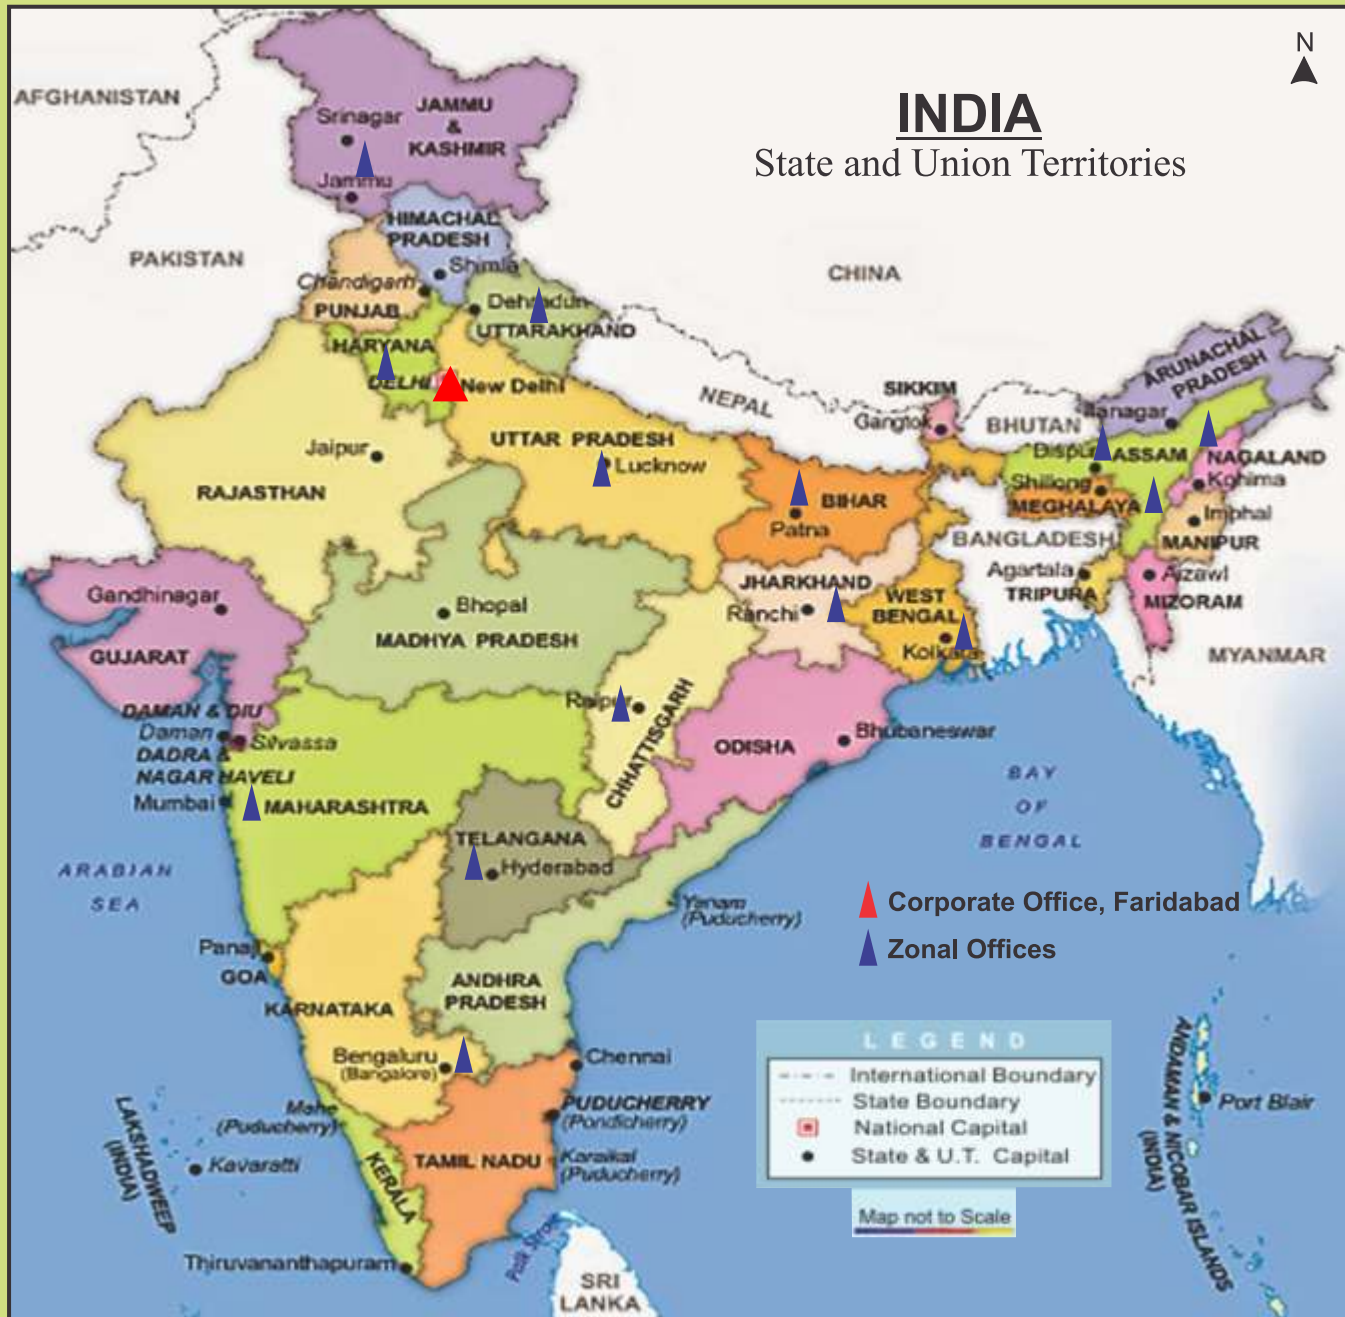 N
INDIA
State and Union Territories
AFGHANISTAN
JAMMU
&
KASHMIR
Srinagar
Jammu
HIMACHAL
PRADESH
PAKISTAN
Shimla
CHINA
Chandigarh
PUNJAB
Dehradun
UTTARAKHAND
HARYANA
DELHI
New Delhi
ARUNACHAL
PRADESH
SIKKIM
NEPAL
Gangtok
BHUTAN
Itanagar
UTTAR PRADESH
Jaipur
Lucknow
Dispur
ASSAM
NAGALAND
RAJASTHAN
BIHAR
Shillong
Kohima
MEGHALAYA
Patna
Imphal
BANGLADESH
MANIPUR
Agartala
Aizawl
JHARKHAND
TRIPURA
MIZORAM
Gandhinagar
Bhopal
Ranchi
WEST
BENGAL
MADHYA PRADESH
Kolkata
GUJARAT
MYANMAR
Raipur
DAMAN & DIU
Daman
Silvassa
DADRA &
NAGAR HAVELI
CHHATTISGARH
ODISHA
Bhubaneswar
Mumbai
MAHARASHTRA
BAY
OF
BENGAL
TELANGANA
Hyderabad
ARABIAN
SEA
Yanam
(Puducherry)
Corporate Office, Faridabad
Zonal Offices
Panaji
GOA
KARNATAKA
ANDHRA
PRADESH
Bengaluru
(Bangalore)
Chennai
LEGEND
International Boundary
State Boundary
National Capital
State & U.T. Capital
Map not to Scale
Mahe
(Puducherry)
PUDUCHERRY
(Pondicherry)
LAKSHADWEEP
(INDIA)
Kavaratti
KERALA
TAMIL NADU
Karaikal
(Puducherry)
ANDAMAN & NICOBAR ISLANDS
(INDIA)
Port Blair
Thiruvananthapuram
Palk Strait
SRI
LANKA